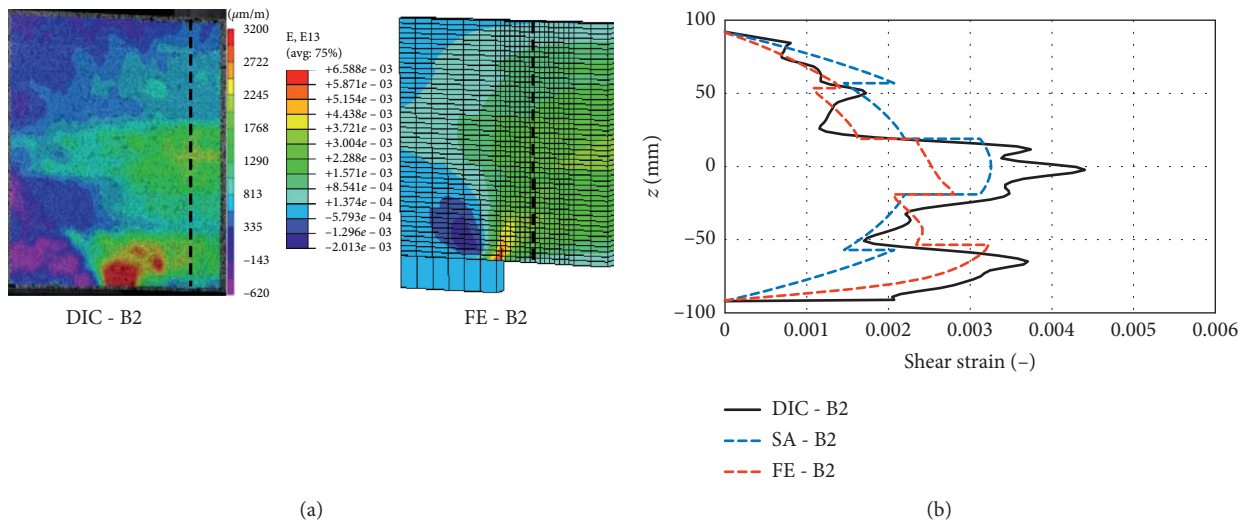 (μm/m)
3200
2722
2245
1768
1290
813
335
−143
−620
DIC - B2
E, E13
(avg: 75%)
+6.588e − 03
+5.871e − 03
+5.154e − 03
+4.438e − 03
+3.721e − 03
+3.004e − 03
+2.288e − 03
+1.571e − 03
+8.541e − 04
+1.374e − 04
−5.793e − 04
−1.296e − 03
−2.013e − 03
FE - B2
(a)
z (mm)
100
50
0
−50
−100
0
0.001
0.002
0.003
0.004
0.005
0.006
Shear strain (−)
DIC - B2
SA - B2
FE - B2
(b)